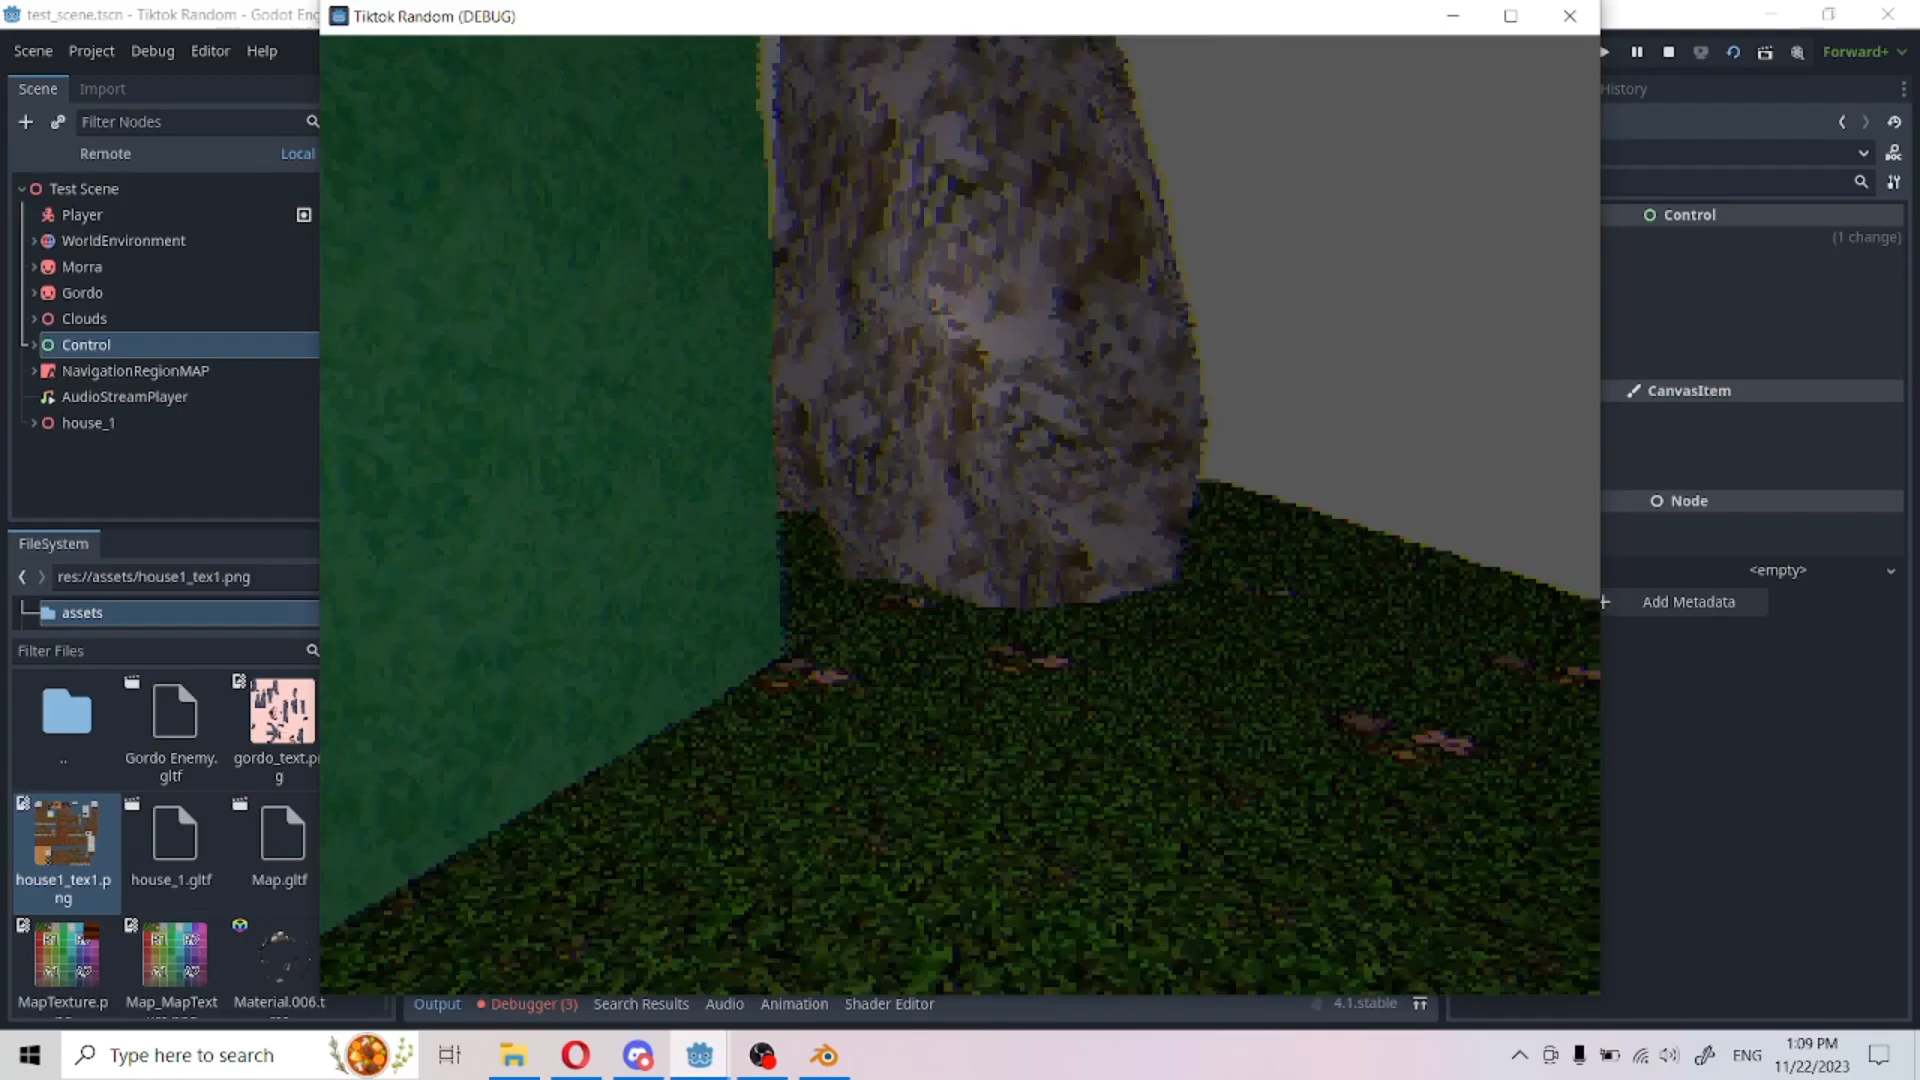 test_scene.tscn - Tiktok Random - Godot Eng
Tiktok Random (DEBUG)
Scene Project Debug Editor Help
Forward+
Scene Import
History
Filter Nodes
Remote Local
Test Scene
Player
WorldEnvironment
Morra
Gordo
Clouds
Control
NavigationRegionMAP
AudioStreamPlayer
house_1
Control
(1 change)
CanvasItem
Node
<empty>
Add Metadata
FileSystem
res://assets/house1_tex1.png
assets
Filter Files
..
Gordo Enemy.
gltf
gordo_text.pn
g
house1_tex1.p
ng
house_1.gltf
Map.gltf
MapTexture.p
Map_MapText
Material.006.t
Output Debugger (3) Search Results Audio Animation Shader Editor
4.1.stable
Type here to search
ENG
1:09 PM
11/22/2023